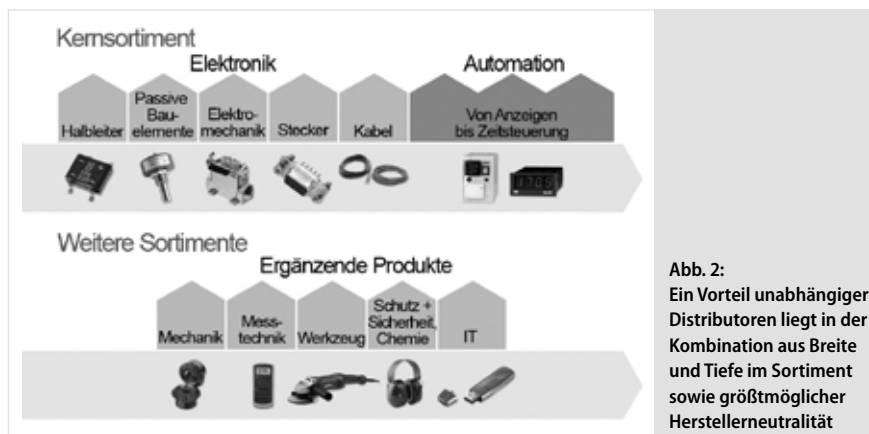 Kernsortiment
Elektronik
Automation
Halbleiter
Passive
Bau-
elemente
Elektro-
mechanik
Stecker
Kabel
Von Anzeigen
bis Zeitsteuerung
1705
Weitere Sortimente
Ergänzende Produkte
Mechanik
Mess-
technik
Werkzeug
Schutz +
Sicherheit,
Chemie
IT
Abb. 2:
Ein Vorteil unabhängiger
Distributoren liegt in der
Kombination aus Breite
und Tiefe im Sortiment
sowie größtmöglicher
Herstellerneutralität